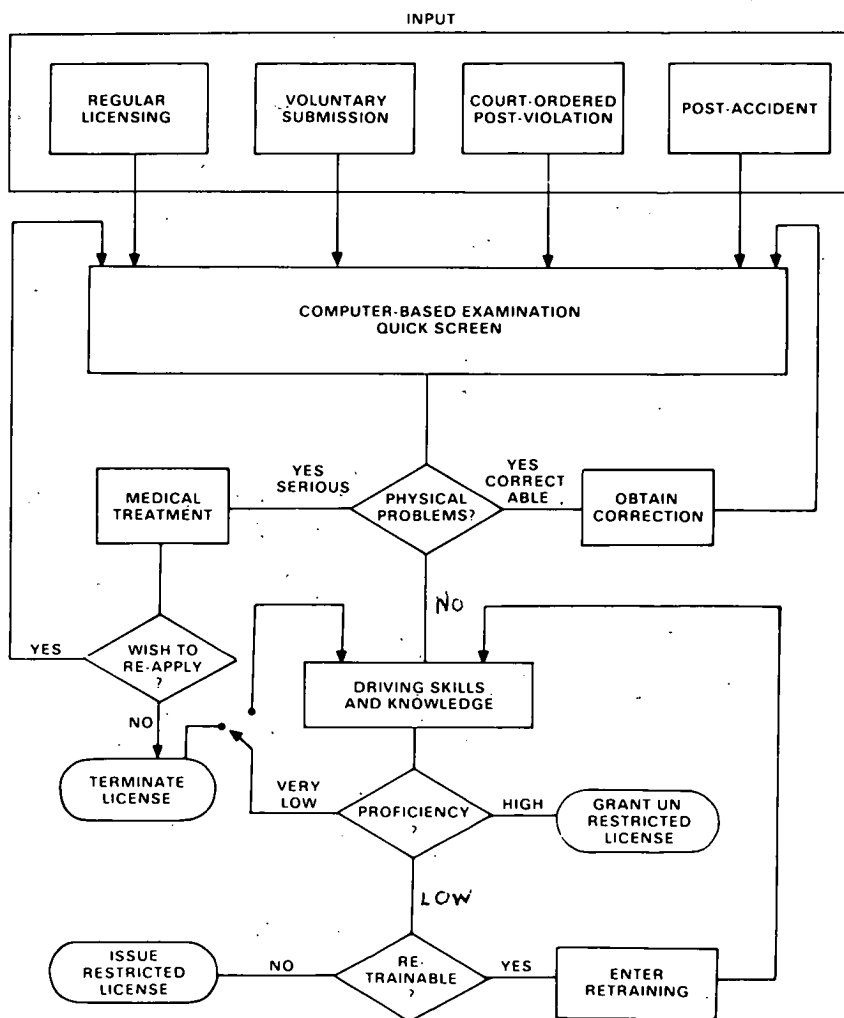 INPUT
REGULAR
LICENSING
VOLUNTARY
SUBMISSION
COURT-ORDERED
POST-VIOLATION
POST-ACCIDENT
COMPUTER-BASED EXAMINATION
QUICK SCREEN
YES
SERIOUS
YES
CORRECT
ABLE
MEDICAL
TREATMENT
PHYSICAL
PROBLEMS?
OBTAIN
CORRECTION
NO
YES
WISH TO
RE-APPLY
?
DRIVING SKILLS
AND KNOWLEDGE
NO
TERMINATE
LICENSE
VERY
LOW
PROFICIENCY
?
HIGH
GRANT UN
RESTRICTED
LICENSE
LOW
ISSUE
RESTRICTED
LICENSE
NO
RE-
TRAINABLE
?
YES
ENTER
RETRAINING